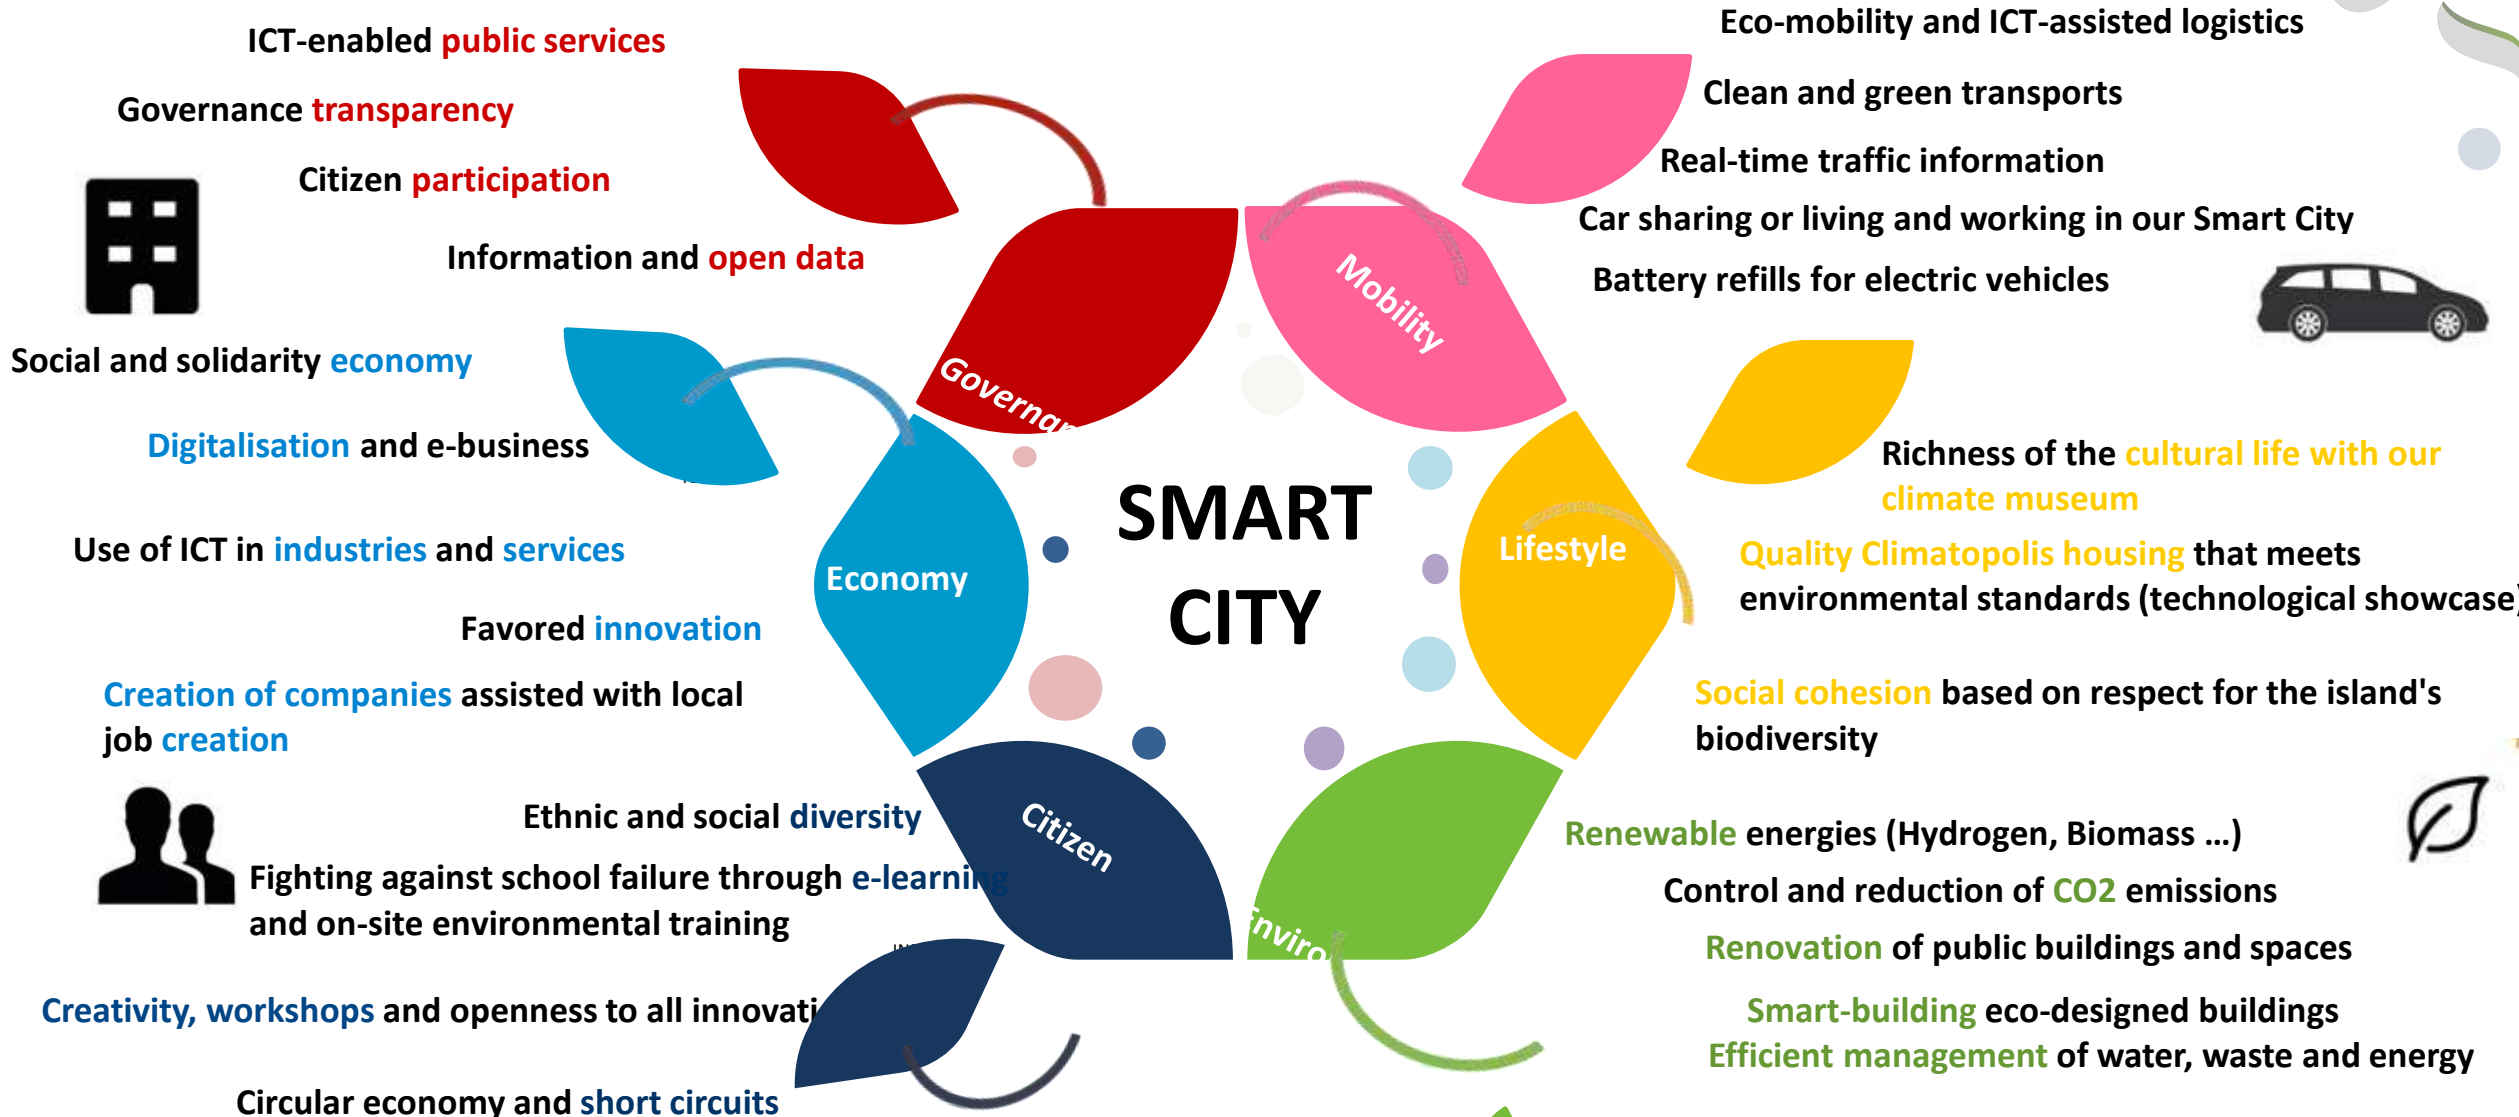 ICT-enabled public services
Governance transparency
Citizen participation
Information and open data
Social and solidarity economy
Digitalisation and e-business
Use of ICT in industries and services
Favored innovation
Creation of companies assisted with local
job creation
Ethnic and social diversity
Fighting against school failure through e-learning
and on-site environmental training
Creativity, workshops and openness to all innovati
Circular economy and short circuits
Governan
Mobility
Economy
SMART
CITY
Lifestyle
Citizen
Enviro
Eco-mobility and ICT-assisted logistics
Clean and green transports
Real-time traffic information
Car sharing or living and working in our Smart City
Battery refills for electric vehicles
Richness of the cultural life with our
climate museum
Quality Climatopolis housing that meets
environmental standards (technological showcase)
Social cohesion based on respect for the island's
biodiversity
Renewable energies (Hydrogen, Biomass ...)
Control and reduction of CO2 emissions
Renovation of public buildings and spaces
Smart-building eco-designed buildings
Efficient management of water, waste and energy